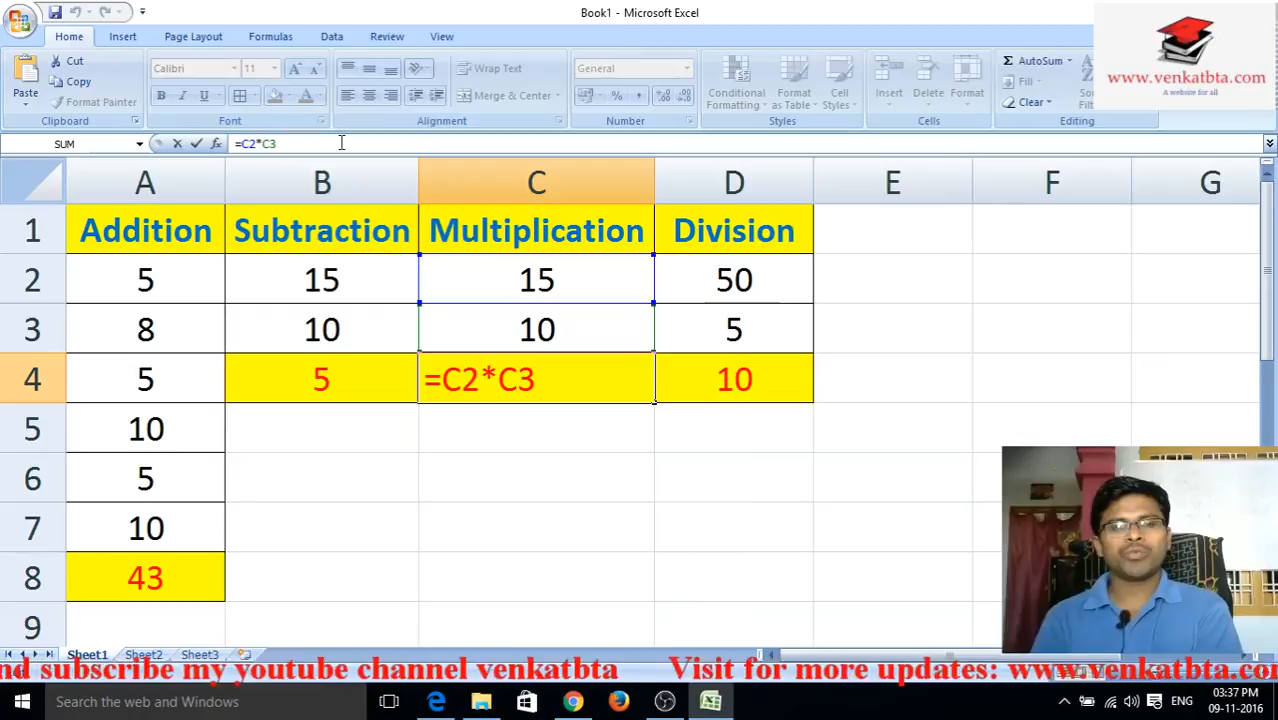 Book1 - Microsoft Excel
Home Insert Page Layout Formulas Data Review View
Paste
Cut
Copy
Format Painter
Clipboard
Calibri 11
B I U
Font
Wrap Text
Merge & Center
Alignment
General
%
Number
Conditional Formatting
Format as Table
Cell Styles
Styles
Insert
Delete
Format
Cells
AutoSum
Fill
Clear
Editing
www.venkatbta.com
A website for all
SUM fx =C2*C3
A B C D E F G
1 Addition Subtraction Multiplication Division
2 5 15 15 50
3 8 10 10 5
4 5 5 =C2*C3 10
5 10
6 5
7 10
8 43
9
Sheet1 Sheet2 Sheet3
subscribe my youtube channel venkatbta Visit for more updates:
Search the web and Windows
ENG
03:37 PM
09-11-2016